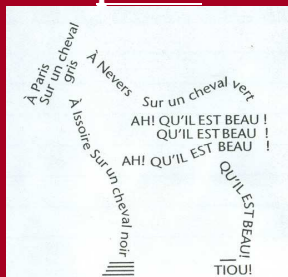 À Paris
Sur un cheval
gris
À Nevers
Sur un cheval vert
À Issoire Sur un cheval noir
AH! QU'IL EST BEAU !
QU'IL EST BEAU !
AH! QU'IL EST BEAU !
QU'IL EST BEAU!
TIOU!